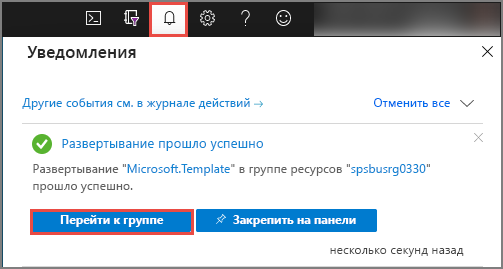 Уведомления
Другие события см. в журнале действий →
Отменить все
Развертывание прошло успешно
Развертывание "Microsoft.Template" в группе ресурсов "spsbusrg0330"
прошло успешно.
Перейти к группе
Закрепить на панели
несколько секунд назад